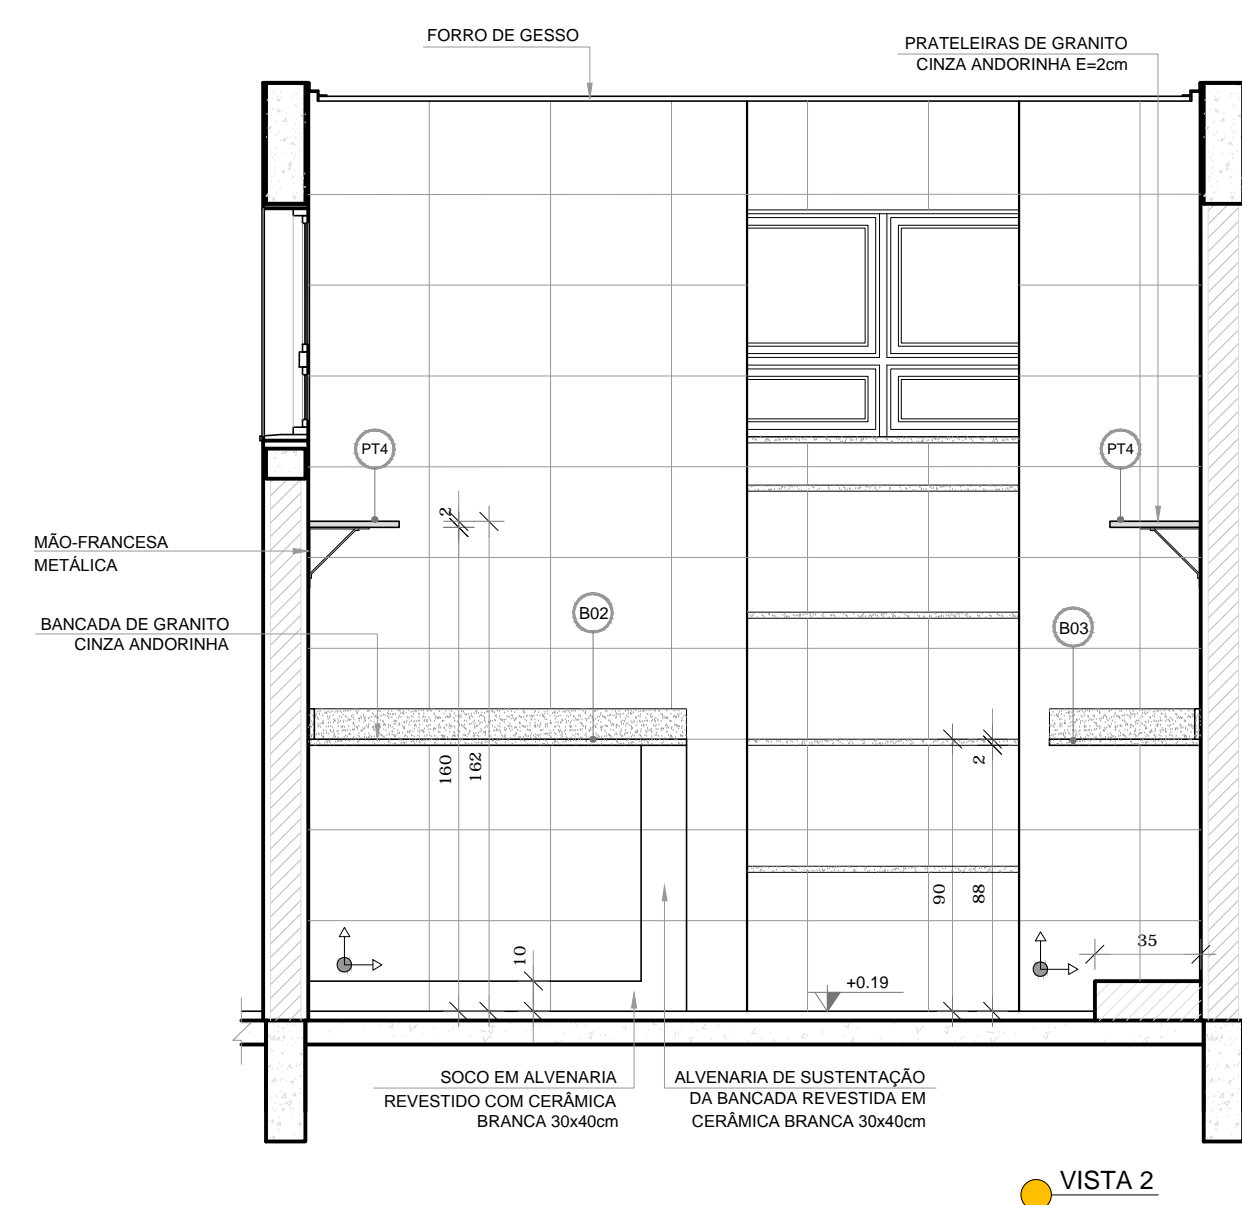 FORRO DE GESSO
PRATELEIRAS DE GRANITO
CINZA ANDORINHA E=2cm
PT4
PT4
2
MÃO-FRANCESA
METÁLICA
BANCADA DE GRANITO
CINZA ANDORINHA
B02
B03
160
162
2
90
88
10
35
+0.19
SOCO EM ALVENARIA
REVESTIDO COM CERÂMICA
BRANCA 30x40cm
ALVENARIA DE SUSTENTAÇÃO
DA BANCADA REVESTIDA EM
CERÂMICA BRANCA 30x40cm
VISTA 2